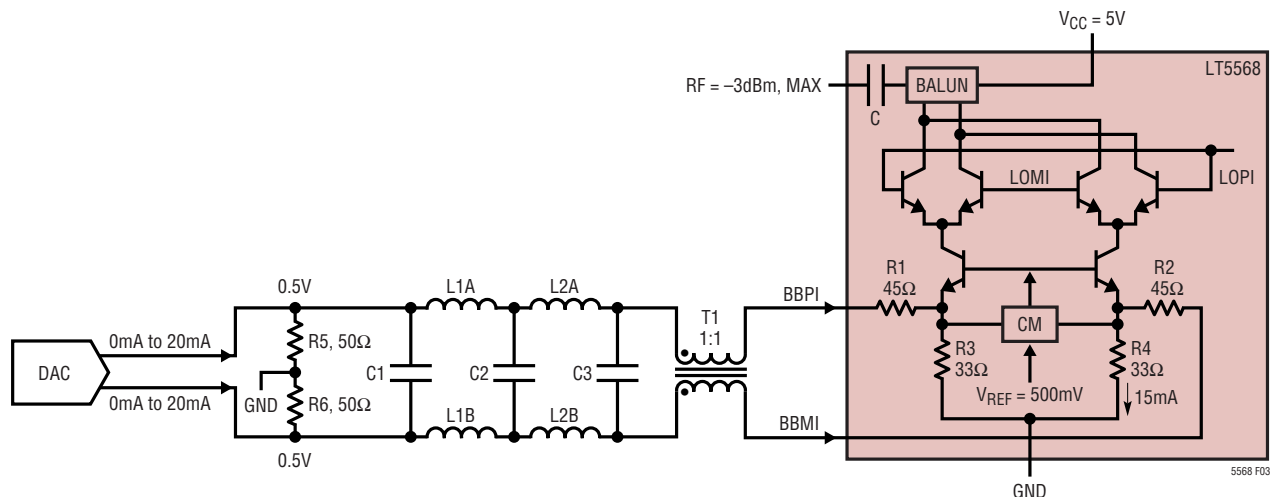 V_CC = 5V
LT5568
RF = –3dBm, MAX
C
BALUN
LOMI
LOPI
0.5V
L1A
L2A
T1
1:1
BBPI
R1
45Ω
R2
45Ω
0mA to 20mA
R5, 50Ω
DAC
C1
C2
C3
CM
R3
33Ω
R4
33Ω
0mA to 20mA
GND
R6, 50Ω
V_REF = 500mV
15mA
L1B
L2B
BBMI
0.5V
5568 F03
GND